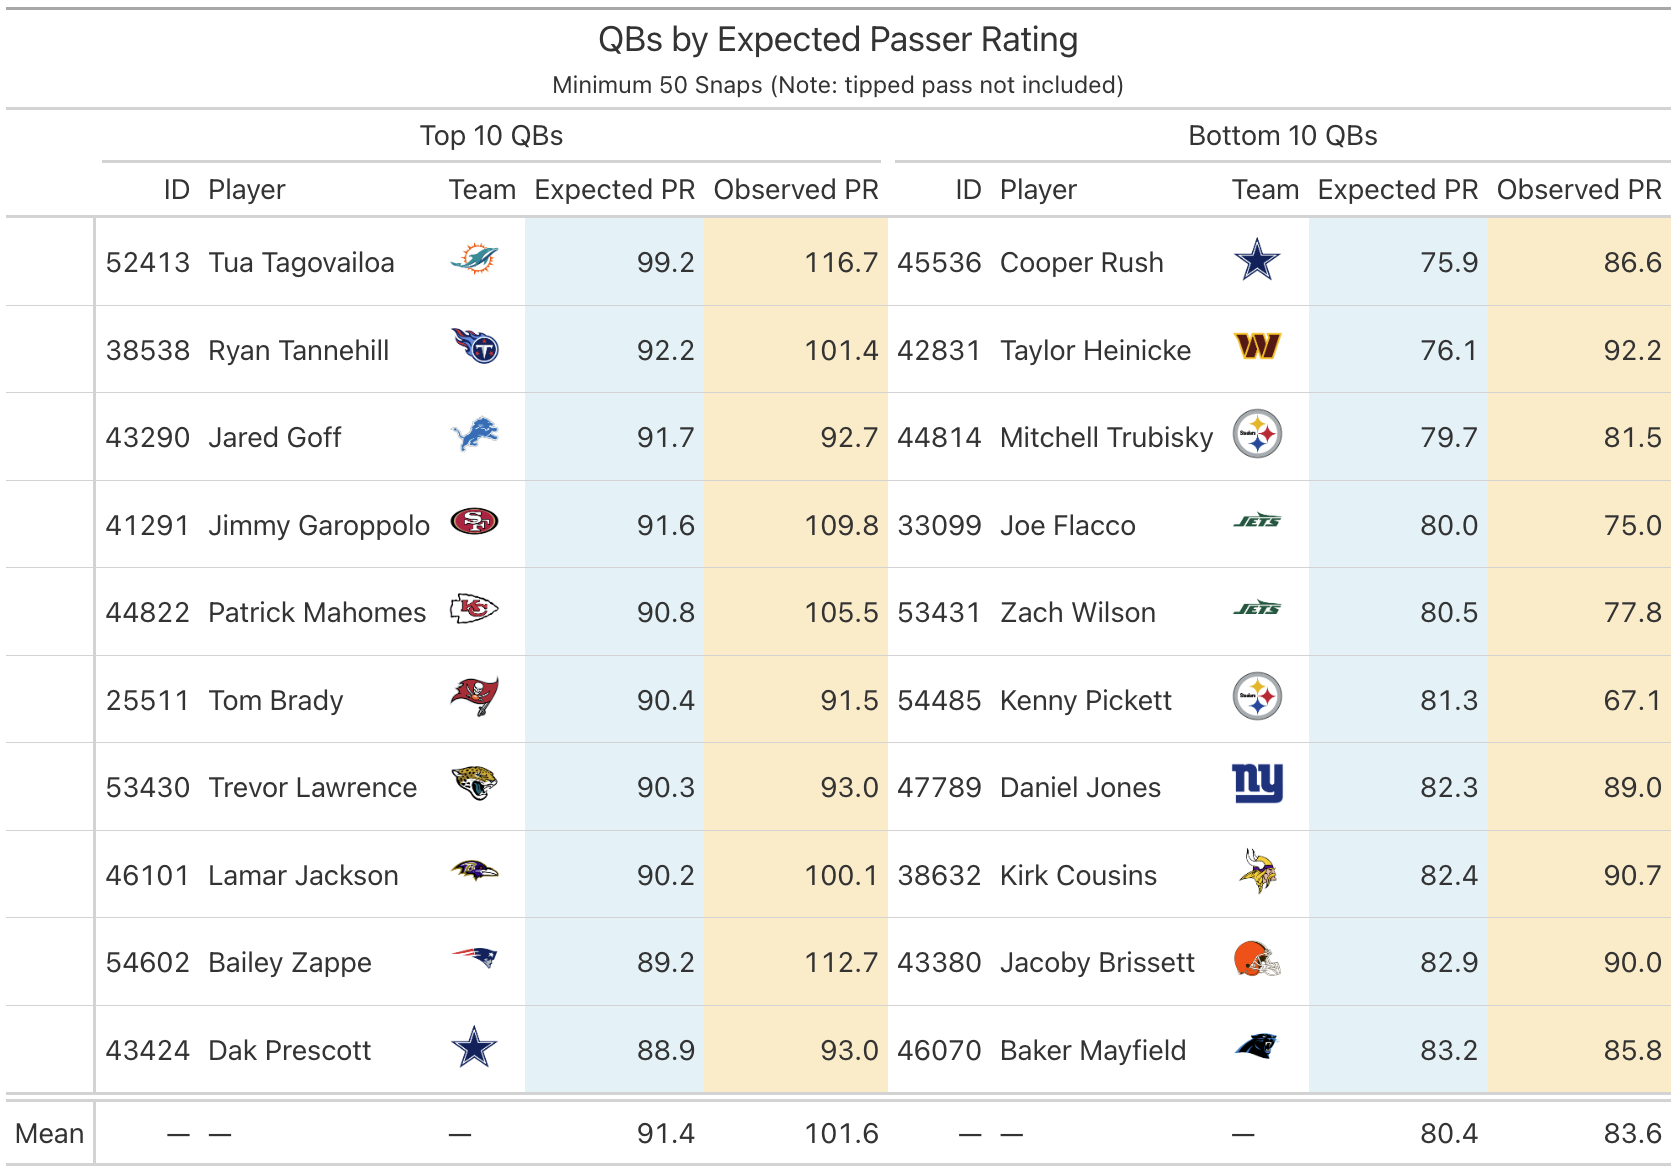 QBs by Expected Passer Rating
Minimum 50 Snaps (Note: tipped pass not included)
Top 10 QBs Bottom 10 QBs
ID Player Team Expected PR Observed PR ID Player Team Expected PR Observed PR
52413 Tua Tagovailoa 99.2 116.7 45536 Cooper Rush 75.9 86.6
38538 Ryan Tannehill T 92.2 101.4 42831 Taylor Heinicke W 76.1 92.2
43290 Jared Goff 91.7 92.7 44814 Mitchell Trubisky Steelers 79.7 81.5
41291 Jimmy Garoppolo SF 91.6 109.8 33099 Joe Flacco JETS 80.0 75.0
44822 Patrick Mahomes KC 90.8 105.5 53431 Zach Wilson JETS 80.5 77.8
25511 Tom Brady 90.4 91.5 54485 Kenny Pickett Steelers 81.3 67.1
53430 Trevor Lawrence 90.3 93.0 47789 Daniel Jones ny 82.3 89.0
46101 Lamar Jackson 90.2 100.1 38632 Kirk Cousins 82.4 90.7
54602 Bailey Zappe 89.2 112.7 43380 Jacoby Brissett 82.9 90.0
43424 Dak Prescott 88.9 93.0 46070 Baker Mayfield 83.2 85.8
Mean — — — 91.4 101.6 — — — 80.4 83.6